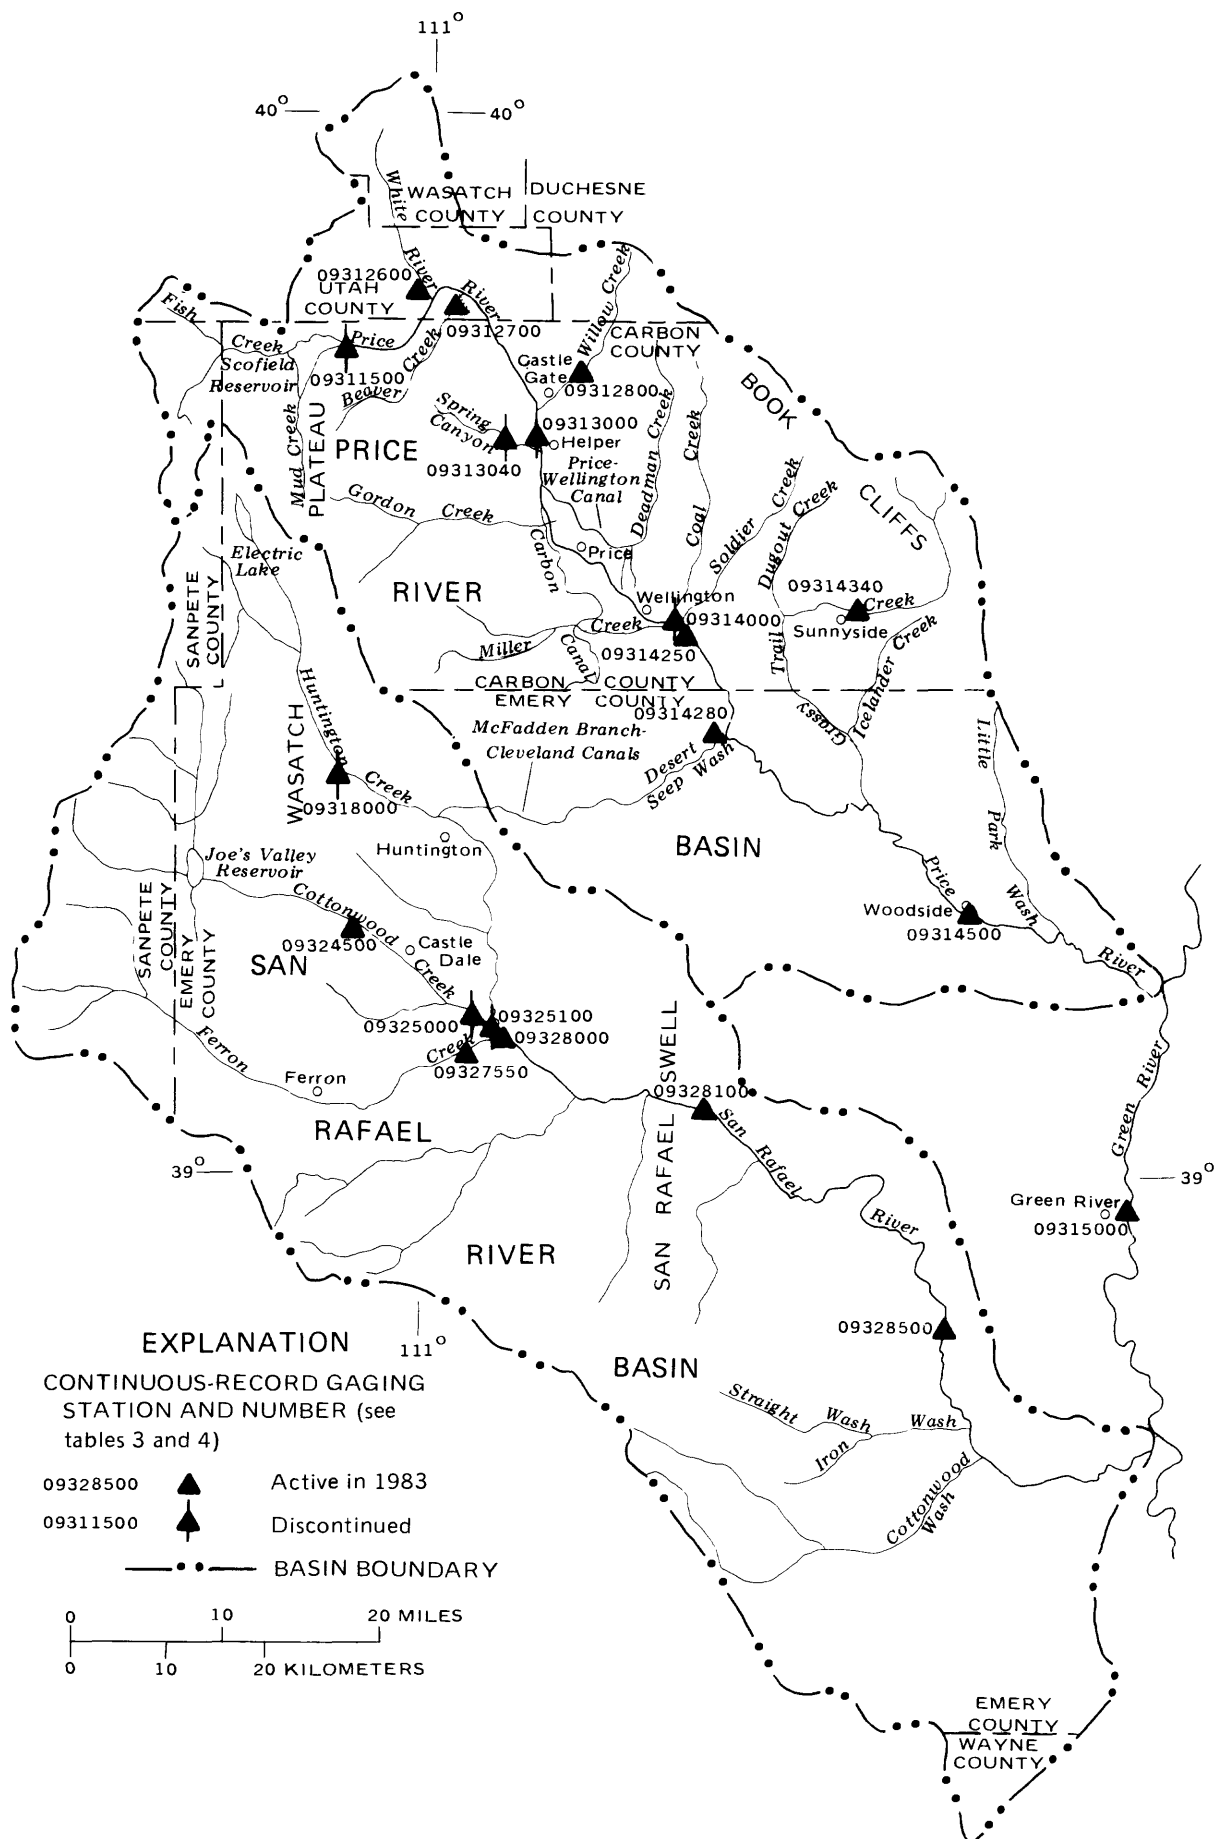 111°
40°
40°
White
River
WASATCH
COUNTY
DUCHESNE
COUNTY
09312600
UTAH
COUNTY
River
09312700
Willow Creek
CARBON
COUNTY
Fish
Creek
Scofield
Reservoir
Price
09311500
Beaver
Creek
Castle
Gate
09312800
BOOK
CLIFFS
Mud Creek
PLATEAU
PRICE
Spring
Canyon
09313040
09313000
Helper
Price-
Wellington
Canal
Deadman Creek
Coal
Creek
Soldier
Creek
Dugout Creek
Gordon
Creek
Carbon
Canal
Price
Electric
Lake
RIVER
Wellington
09314000
09314250
Miller
Creek
09314340
Creek
Sunnyside
Trail
Grassy
Icelander Creek
SANPETE
COUNTY
CARBON COUNTY
EMERY COUNTY
Huntington
Creek
WASATCH
09318000
Huntington
McFadden Branch-
Cleveland Canals
09314280
Desert
Seep Wash
BASIN
Little
Park
Wash
Price
River
Woodside
09314500
Joe's Valley
Reservoir
Cottonwood
Creek
SANPETE
COUNTY
EMERY
COUNTY
09324500
Castle
Dale
SAN
09325000
09325100
09328000
Creek
09327550
Ferron
Ferron
RAFAEL
SAN RAFAEL SWELL
09328100
San
Rafael
River
39°
39°
Green River
Green River
09315000
RIVER
111°
09328500
BASIN
Straight
Wash
Wash
Iron
Cottonwood
Wash
EXPLANATION
CONTINUOUS-RECORD GAGING
STATION AND NUMBER (see
tables 3 and 4)
09328500 Active in 1983
09311500 Discontinued
BASIN BOUNDARY
0 10 20 MILES
0 10 20 KILOMETERS
EMERY
COUNTY
WAYNE
COUNTY